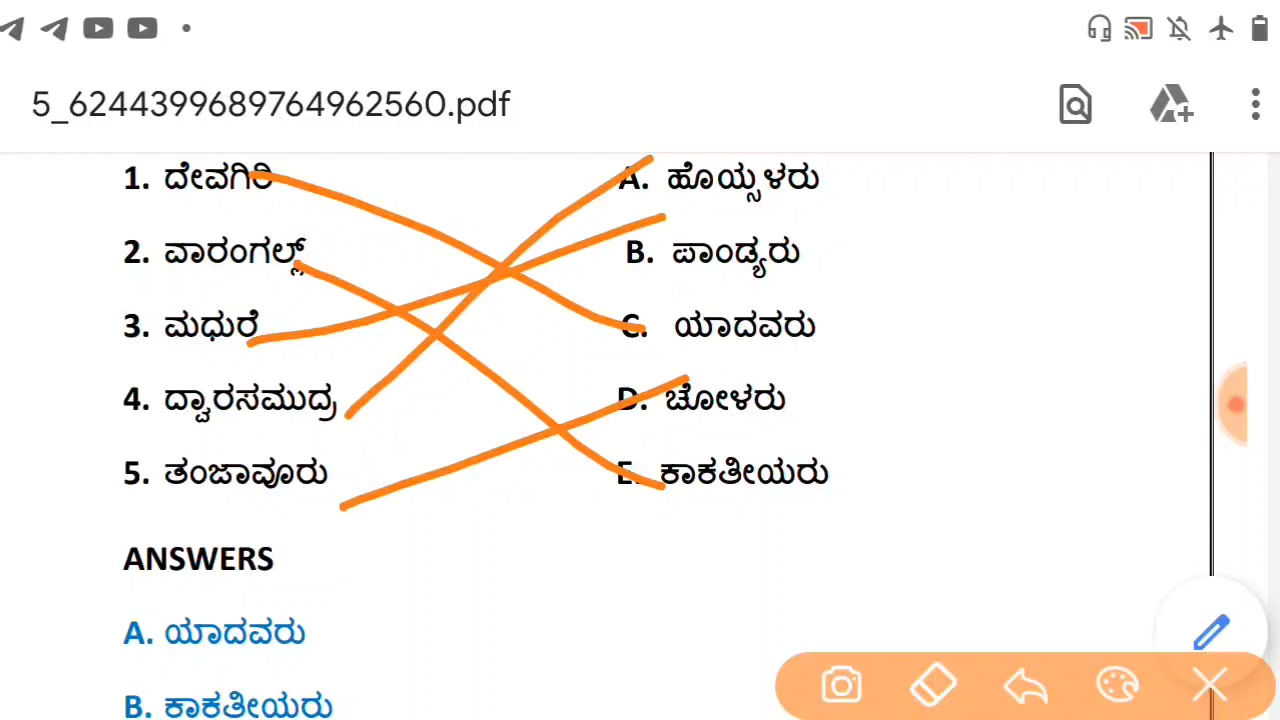 5_6244399689764962560.pdf
1. ದೇವಗಿರಿ A. ಹೊಯ್ಸಳರು
2. ವಾರಂಗಲ್ಲ್ B. ಪಾಂಡ್ಯರು
3. ಮಧುರೆ C. ಯಾದವರು
4. ದ್ವಾರಸಮುದ್ರ D. ಚೋಳರು
5. ತಂಜಾವೂರು E. ಕಾಕತೀಯರು
ANSWERS
A. ಯಾದವರು
B. ಕಾಕತೀಯರು